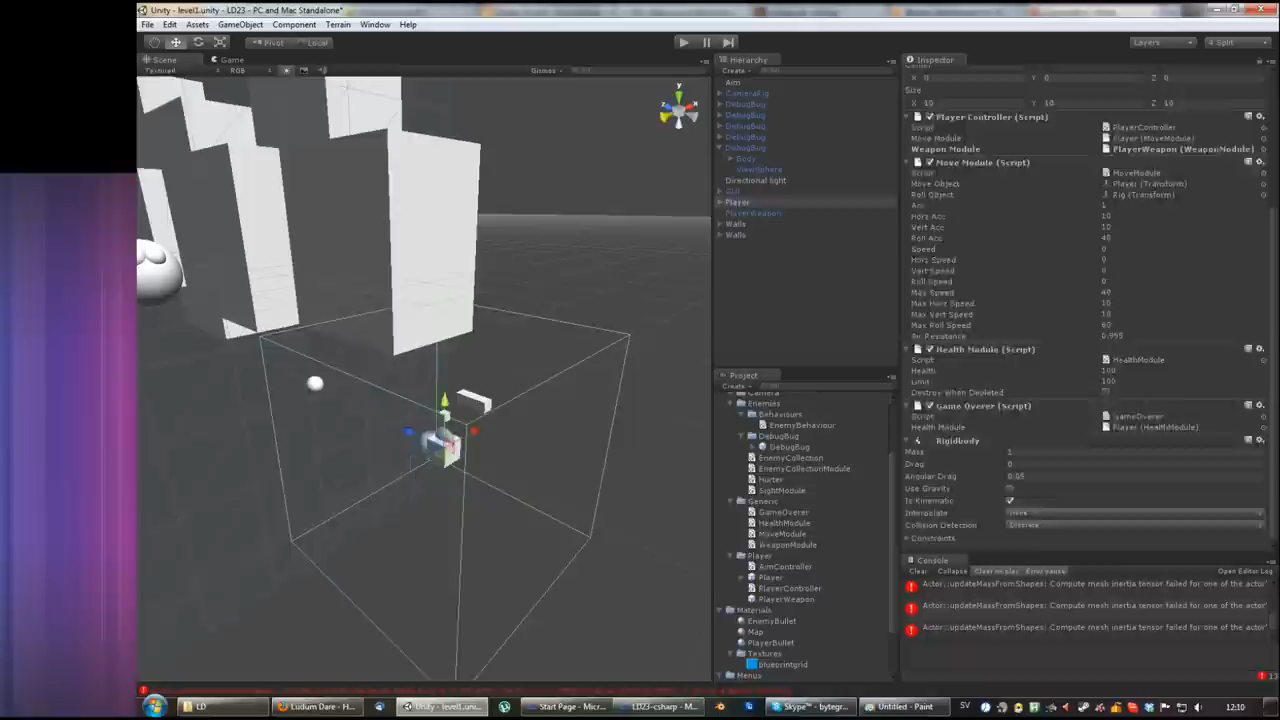 Unity - level1.unity - LD23 - PC and Mac Standalone*
File Edit Assets GameObject Component Terrain Window Help
Pivot Local
Layers 4 Split
Scene Game
Textured RGB Gizmos
Hierarchy
Create
Aim
CameraRig
DebugBug
DebugBug
DebugBug
DebugBug
DebugBug
Body
ViewSphere
Directional light
GUI
Player
PlayerWeapon
Walls
Walls
Project
Create
Camera
Enemies
Behaviours
EnemyBehaviour
DebugBug
DebugBug
EnemyCollection
EnemyCollectionModule
Hurter
SightModule
Generic
GameOverer
HealthModule
MoveModule
WeaponModule
Player
AimController
Player
PlayerController
PlayerWeapon
Materials
EnemyBullet
Map
PlayerBullet
Textures
blueprintgrid
Menus
Inspector
X 0 Y 0 Z 0
Size
X 10 Y 10 Z 10
Player Controller (Script)
Script PlayerController
Move Module Player (MoveModule)
Weapon Module PlayerWeapon (WeaponModule)
Move Module (Script)
Script MoveModule
Move Object Player (Transform)
Roll Object Rig (Transform)
Acc 1
Horz Acc 10
Vert Acc 10
Roll Acc 40
Speed 0
Horz Speed 0
Vert Speed 0
Roll Speed 0
Max Speed 40
Max Horz Speed 10
Max Vert Speed 10
Max Roll Speed 60
Air Resistance 0.995
Health Module (Script)
Script HealthModule
Health 100
Limit 100
Destroy When Depleted
Game Overer (Script)
Script GameOverer
Health Module Player (HealthModule)
Rigidbody
Mass 1
Drag 0
Angular Drag 0.05
Use Gravity
Is Kinematic
Interpolate None
Collision Detection Discrete
Constraints
Console
Clear Collapse Clear on play Error pause Open Editor Log
Actor::updateMassFromShapes: Compute mesh inertia tensor failed for one of the actor'
Actor::updateMassFromShapes: Compute mesh inertia tensor failed for one of the actor'
Actor::updateMassFromShapes: Compute mesh inertia tensor failed for one of the actor'
LD Ludum Dare - H... Unity - level1.uni... Start Page - Micr... LD23-csharp - M... Skype™ - bytegr... Untitled - Paint SV 12:10